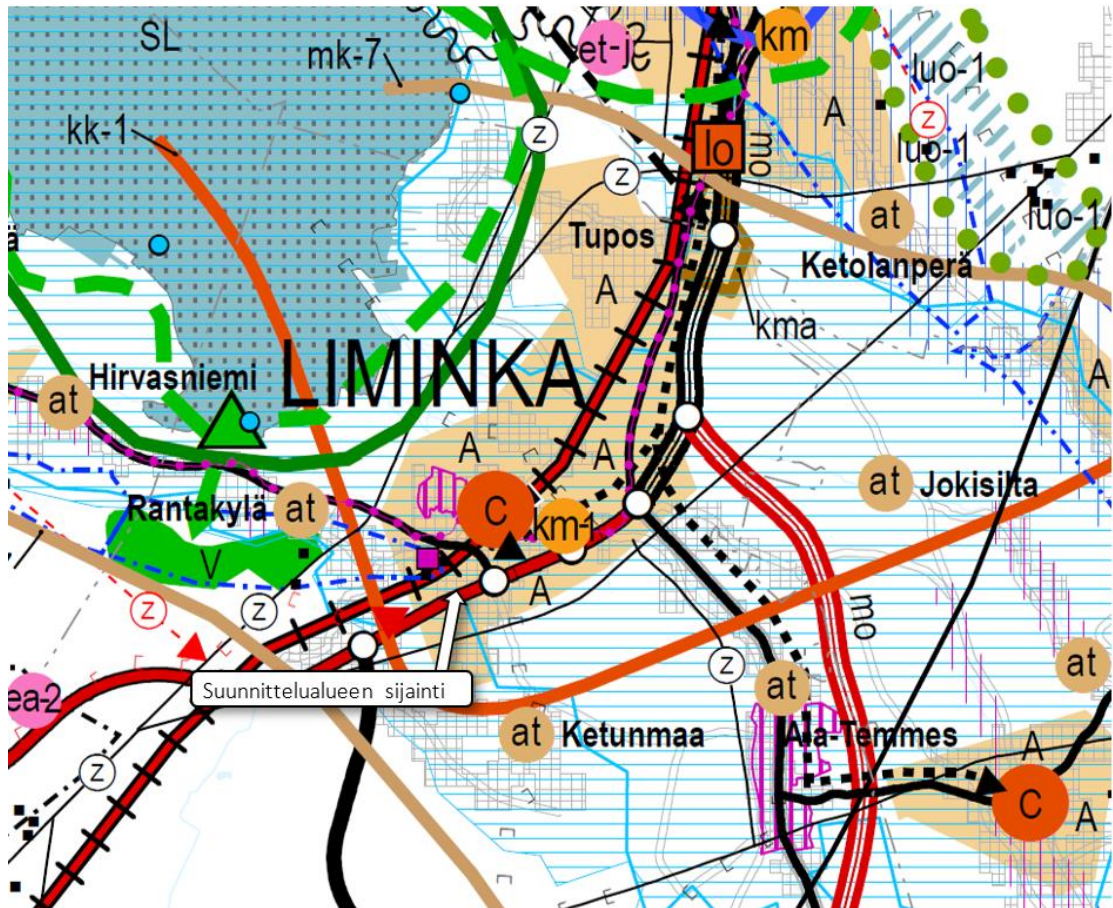 SL
mk-7
et-j
km
luo-1
kk-1
z
z
lo
mo
A
z
luo-1
z
at
luo-1
Tupos
Ketolanperä
ä
A
kma
Hirvasniemi
LIMINKA
at
A
A
A
at
Jokisilta
Rantakylä
at
C
km-1
V
A
z
z
mo
z
at
at
Suunnittelualueen sijainti
ea-2
at
Ketunmaa
Ala-Temmes
A
z
C
A